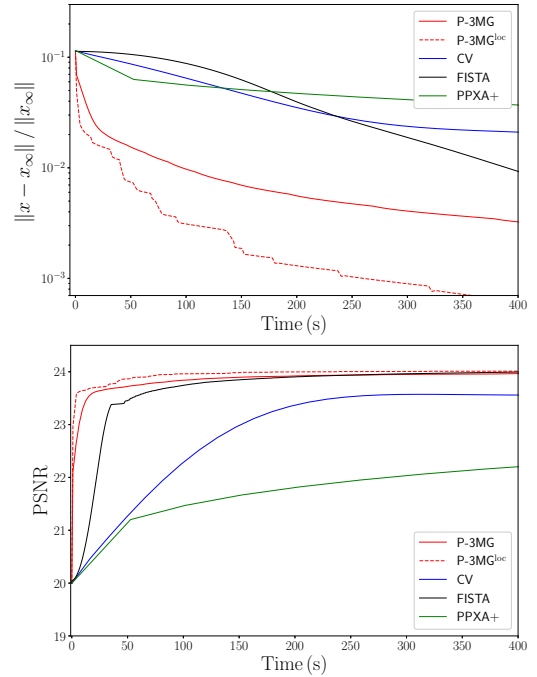 P-3MG
P-3MG^loc
CV
FISTA
PPXA+
10⁻¹
10⁻²
10⁻³
‖x − x∞‖ / ‖x∞‖
0 50 100 150 200 250 300 350 400
Time (s)
24
23
22
21
20
19
PSNR
P-3MG
P-3MG^loc
CV
FISTA
PPXA+
0 50 100 150 200 250 300 350 400
Time (s)